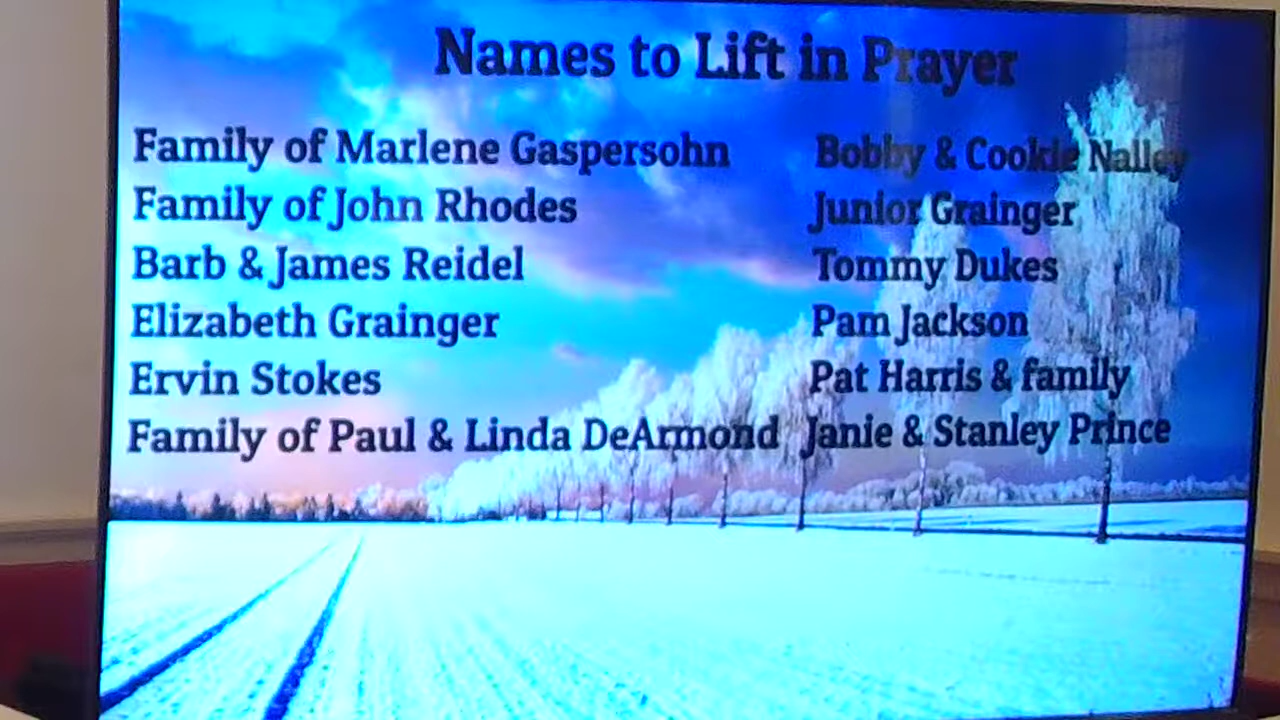 Names to Lift in Prayer
Family of Marlene Gaspersohn
Family of John Rhodes
Barb & James Reidel
Elizabeth Grainger
Ervin Stokes
Family of Paul & Linda DeArmond
Bobby & Cookie Nalley
Junior Grainger
Tommy Dukes
Pam Jackson
Pat Harris & family
Janie & Stanley Prince